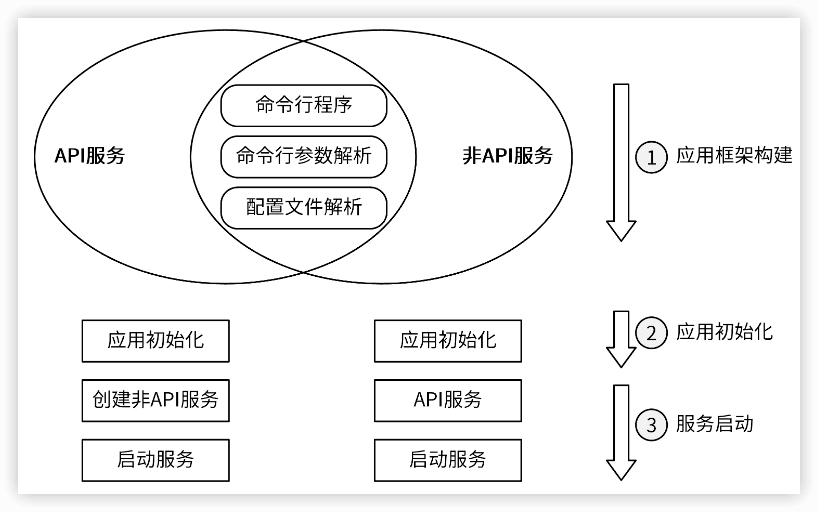 命令行程序
API服务
命令行参数解析
非API服务
配置文件解析
1 应用框架构建
应用初始化
应用初始化
2 应用初始化
创建非API服务
API服务
3 服务启动
启动服务
启动服务